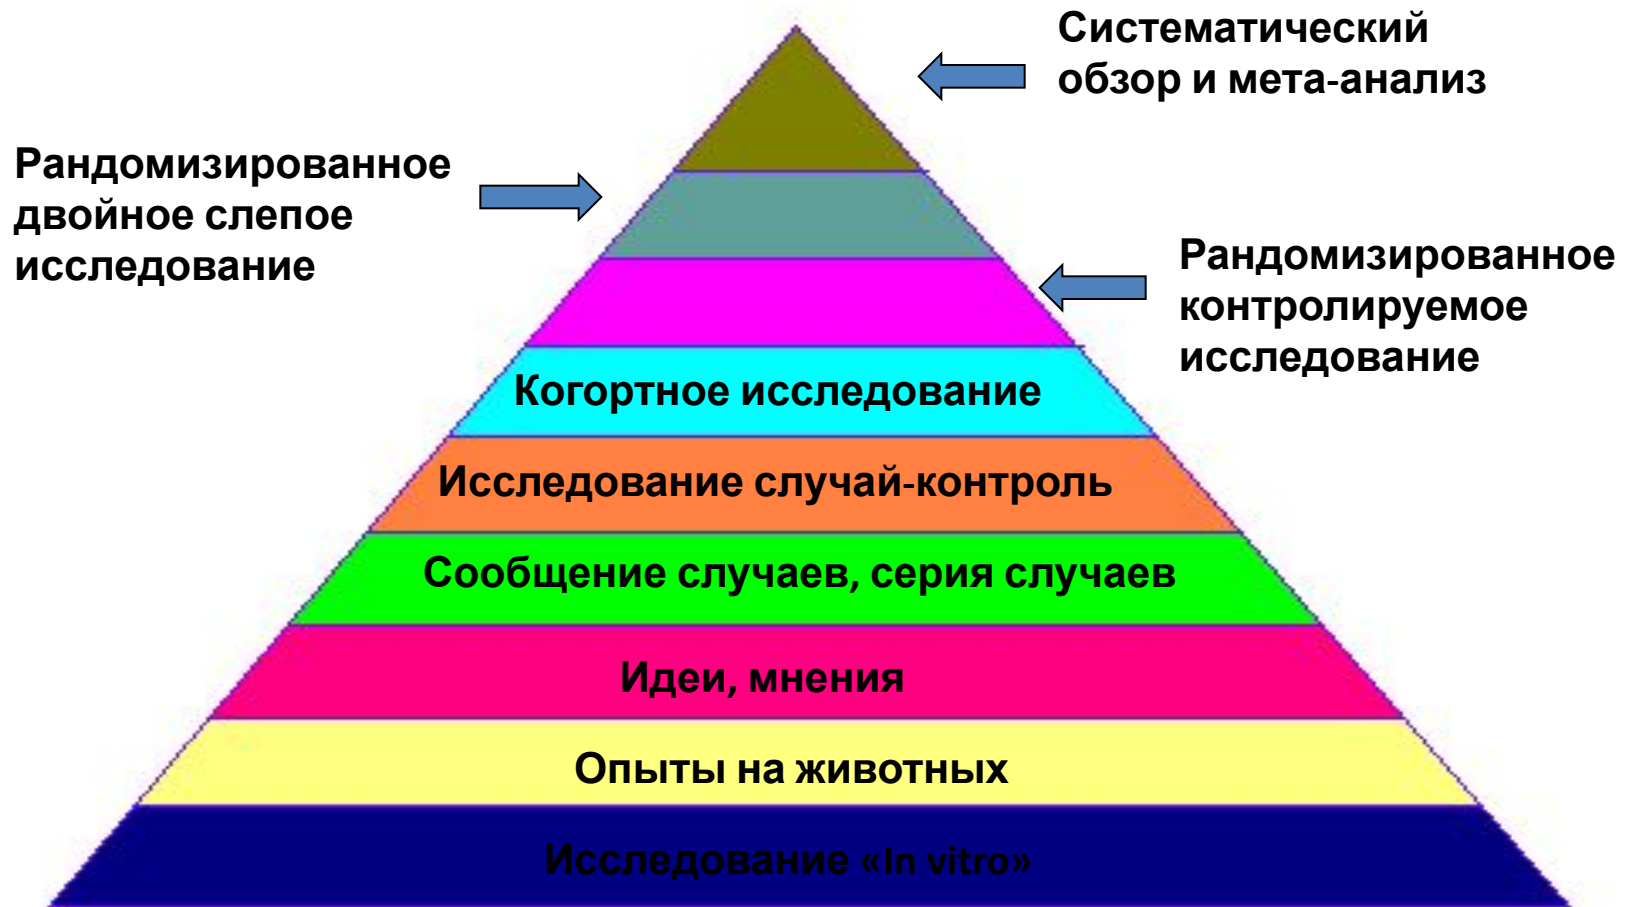 Систематический
обзор и мета-анализ
Рандомизированное
двойное слепое
исследование
Рандомизированное
контролируемое
исследование
Когортное исследование
Исследование случай-контроль
Сообщение случаев, серия случаев
Идеи, мнения
Опыты на животных
Исследование «In vitro»